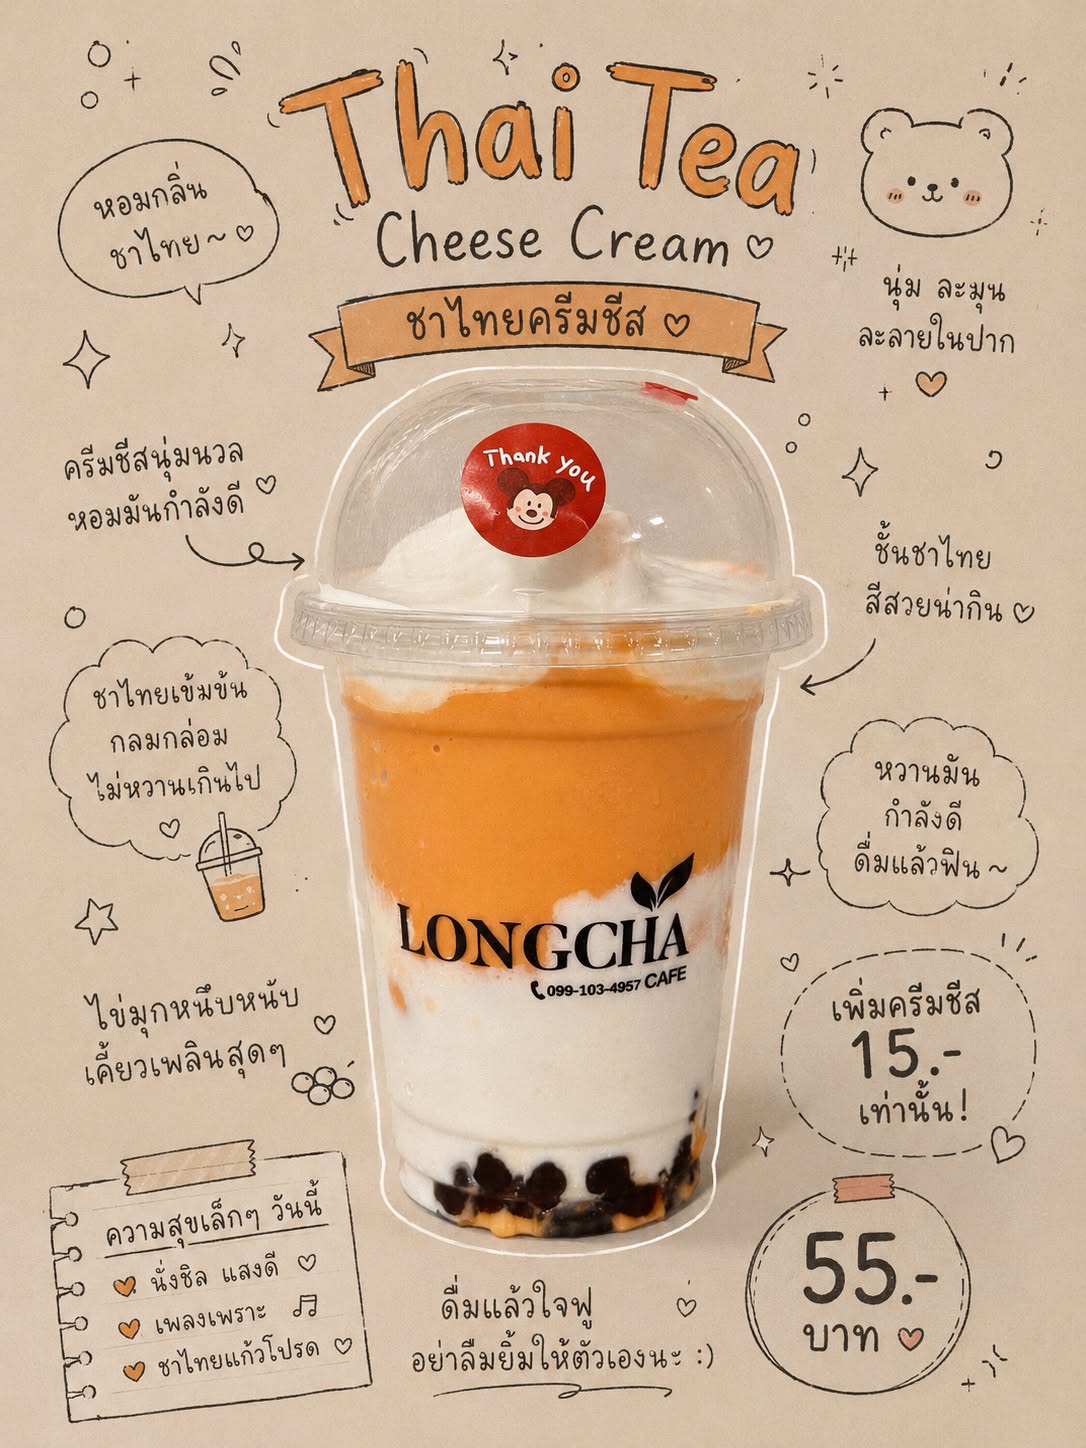 Thai Tea
Cheese Cream
ชาไทยครีมชีส
หอมกลิ่น
ชาไทย ~
นุ่ม ละมุน
ละลายในปาก
Thank you
ครีมชีสนุ่มนวล
หอมมันกำลังดี
ชั้นชาไทย
สีสวยน่ากิน
ชาไทยเข้มข้น
กลมกล่อม
ไม่หวานเกินไป
หวานมัน
กำลังดี
ดื่มแล้วฟิน ~
LONGCHA
099-103-4957 CAFE
ไข่มุกหนึบหนับ
เคี้ยวเพลินสุดๆ
เพิ่มครีมชีส
15.-
เท่านั้น!
ความสุขเล็กๆ วันนี้
นั่งชิล แสงดี
เพลงเพราะ
ชาไทยแก้วโปรด
ดื่มแล้วใจฟู
อย่าลืมยิ้มให้ตัวเองนะ :)
55.-
บาท